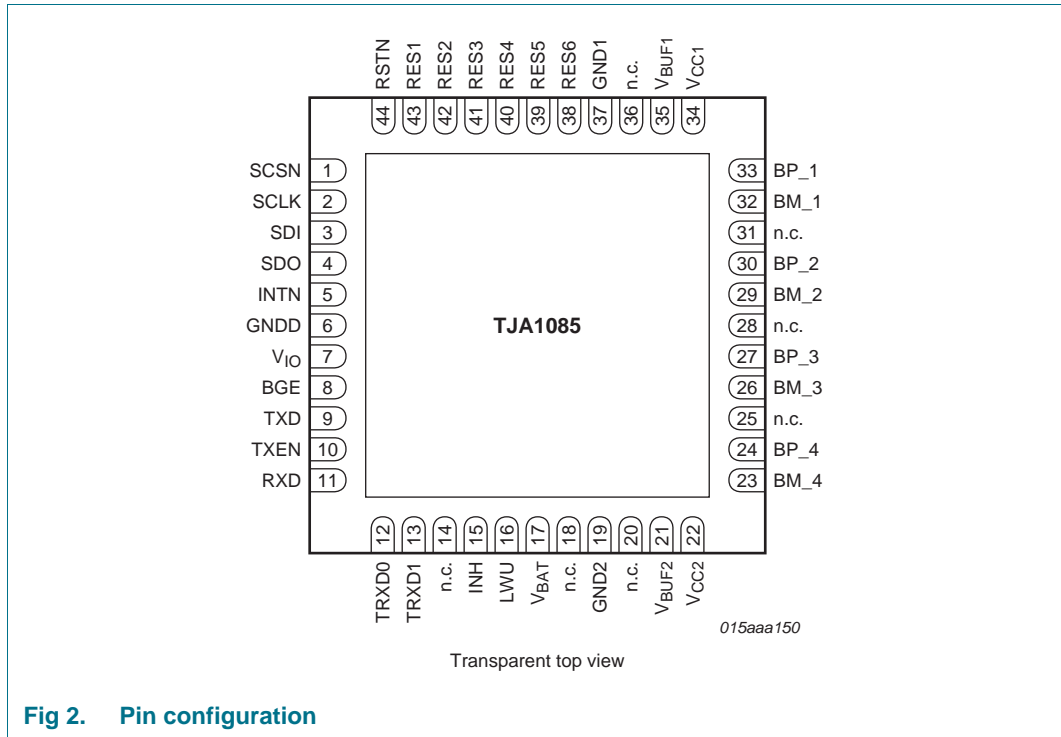 RSTN RES1 RES2 RES3 RES4 RES5 RES6 GND1 n.c. VBUF1 VCC1
44 43 42 41 40 39 38 37 36 35 34
SCSN 1 33 BP_1
SCLK 2 32 BM_1
SDI 3 31 n.c.
SDO 4 30 BP_2
INTN 5 29 BM_2
GNDD 6 28 n.c.
TJA1085
VIO 7 27 BP_3
BGE 8 26 BM_3
TXD 9 25 n.c.
TXEN 10 24 BP_4
RXD 11 23 BM_4
12 13 14 15 16 17 18 19 20 21 22
TRXD0 TRXD1 n.c. INH LWU VBAT n.c. GND2 n.c. VBUF2 VCC2
015aaa150
Transparent top view
Fig 2. Pin configuration